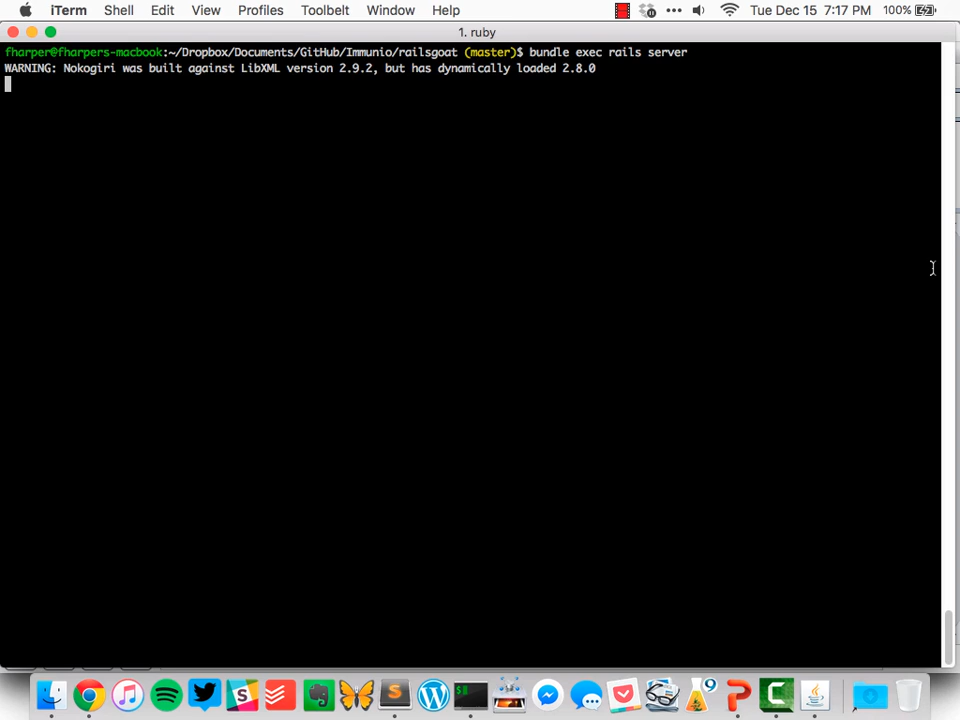 iTerm Shell Edit View Profiles Toolbelt Window Help Tue Dec 15 7:17 PM 100%
1. ruby
fharper@fharpers-macbook:~/Dropbox/Documents/GitHub/Immunio/railsgoat (master)$ bundle exec rails server
WARNING: Nokogiri was built against LibXML version 2.9.2, but has dynamically loaded 2.8.0
9